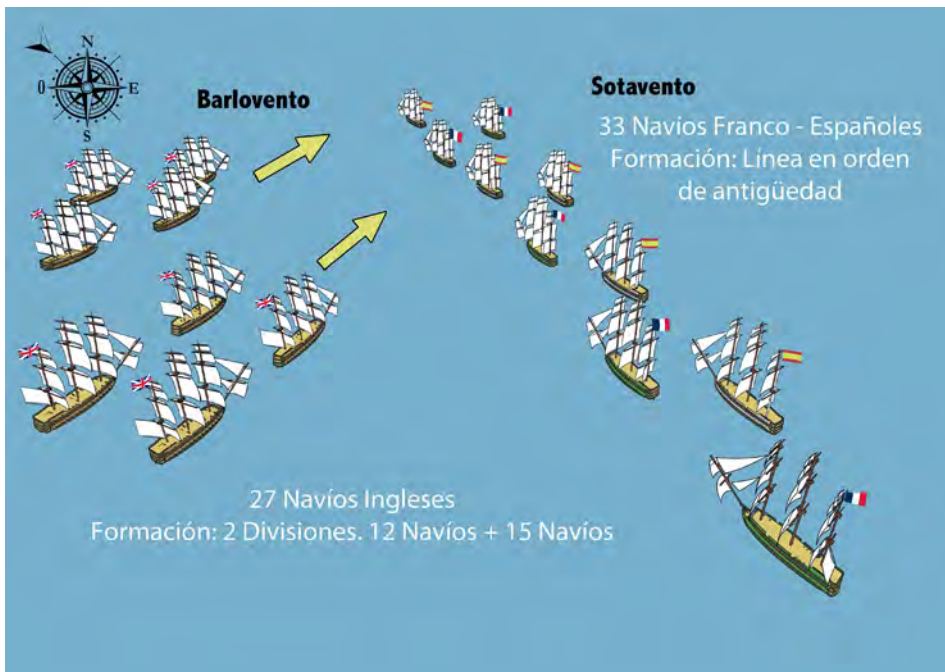 N
O E
S
Barlovento
Sotavento
33 Navíos Franco - Españoles
Formación: Línea en orden
de antigüedad
27 Navíos Ingleses
Formación: 2 Divisiones. 12 Navíos + 15 Navíos